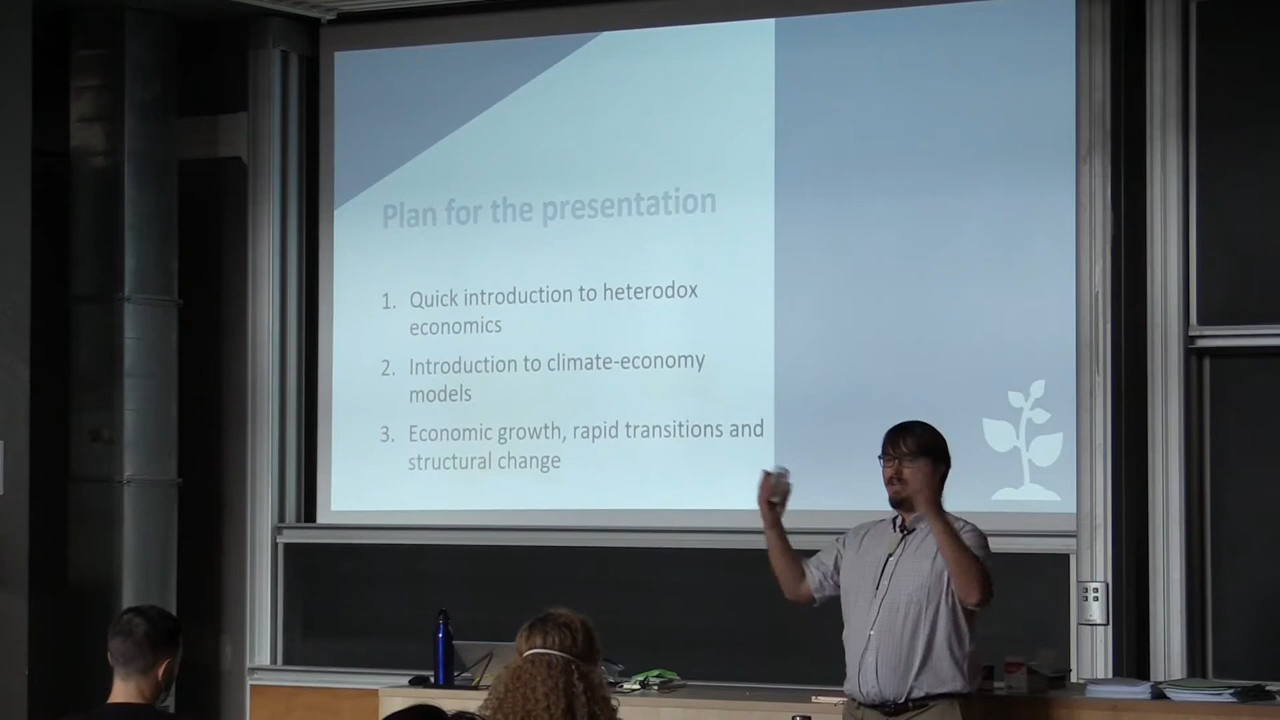 Plan for the presentation
1. Quick introduction to heterodox
economics
2. Introduction to climate-economy
models
3. Economic growth, rapid transitions and
structural change